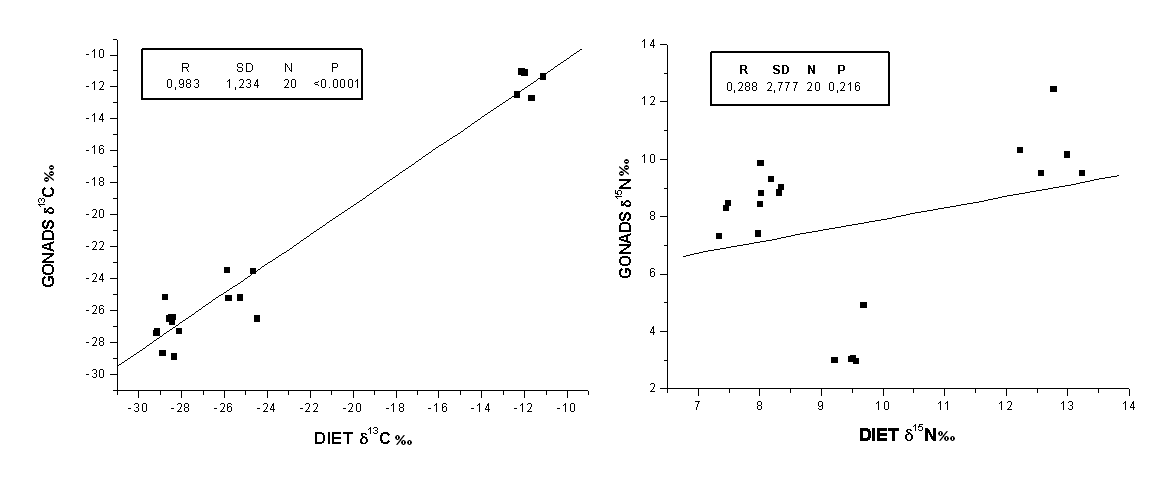 R SD N P
0,983 1,234 20 <0.0001
-10
-12
-14
-16
-18
-20
-22
-24
-26
-28
-30
GONADS δ¹³C ‰
-30 -28 -26 -24 -22 -20 -18 -16 -14 -12 -10
DIET δ¹³C ‰
R SD N P
0,288 2,777 20 0,216
14
12
10
8
6
4
2
GONADS δ¹⁵N‰
7 8 9 10 11 12 13 14
DIET δ¹⁵N‰